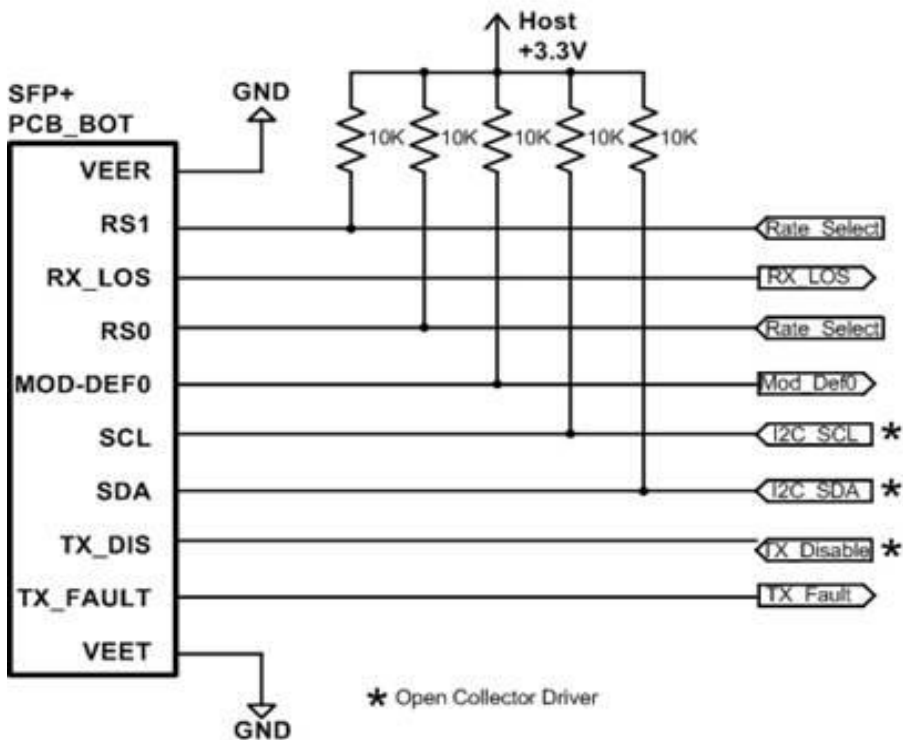 Host
+3.3V
SFP+
PCB_BOT
GND
10K 10K 10K 10K 10K
VEER
RS1 Rate_Select
RX_LOS RX_LOS
RS0 Rate_Select
MOD-DEF0 Mod_Def0
SCL I2C_SCL *
SDA I2C_SDA *
TX_DIS TX_Disable *
TX_FAULT TX_Fault
VEET
* Open Collector Driver
GND